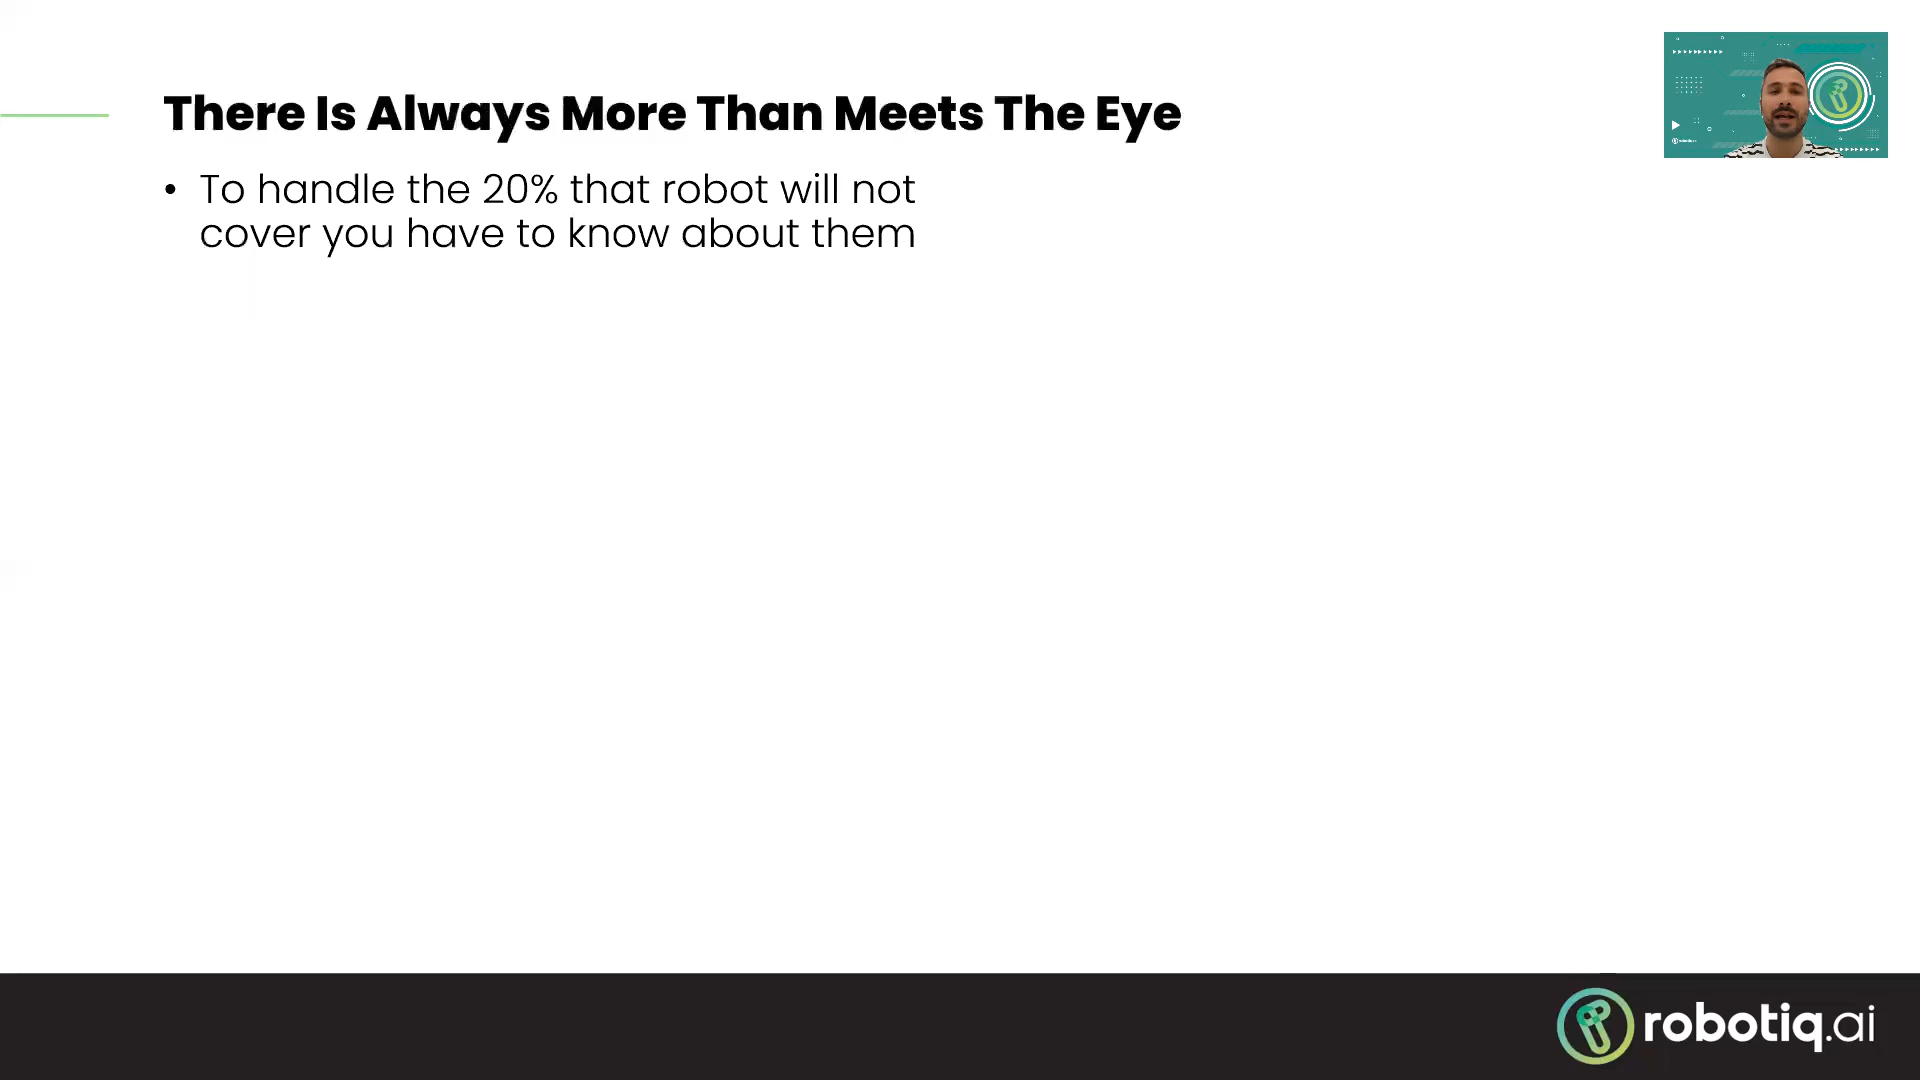 There Is Always More Than Meets The Eye
• To handle the 20% that robot will not
cover you have to know about them
robotiq.ai